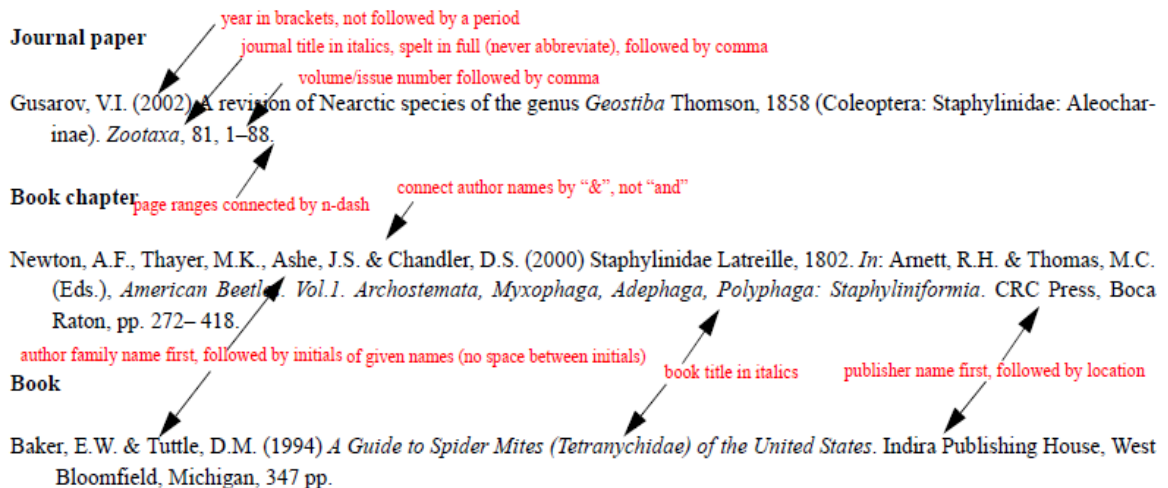 year in brackets, not followed by a period
Journal paper
journal title in italics, spelt in full (never abbreviate), followed by comma
volume/issue number followed by comma
Gusarov, V.I. (2002) A revision of Nearctic species of the genus Geostiba Thomson, 1858 (Coleoptera: Staphylinidae: Aleochar-
inae). Zootaxa, 81, 1–88.
connect author names by “&”, not “and”
Book chapter
page ranges connected by n-dash
Newton, A.F., Thayer, M.K., Ashe, J.S. & Chandler, D.S. (2000) Staphylinidae Latreille, 1802. In: Arnett, R.H. & Thomas, M.C.
(Eds.), American Beetles. Vol.1. Archostemata, Myxophaga, Adephaga, Polyphaga: Staphyliniformia. CRC Press, Boca
Raton, pp. 272– 418.
author family name first, followed by initials of given names (no space between initials)
book title in italics
publisher name first, followed by location
Book
Baker, E.W. & Tuttle, D.M. (1994) A Guide to Spider Mites (Tetranychidae) of the United States. Indira Publishing House, West
Bloomfield, Michigan, 347 pp.